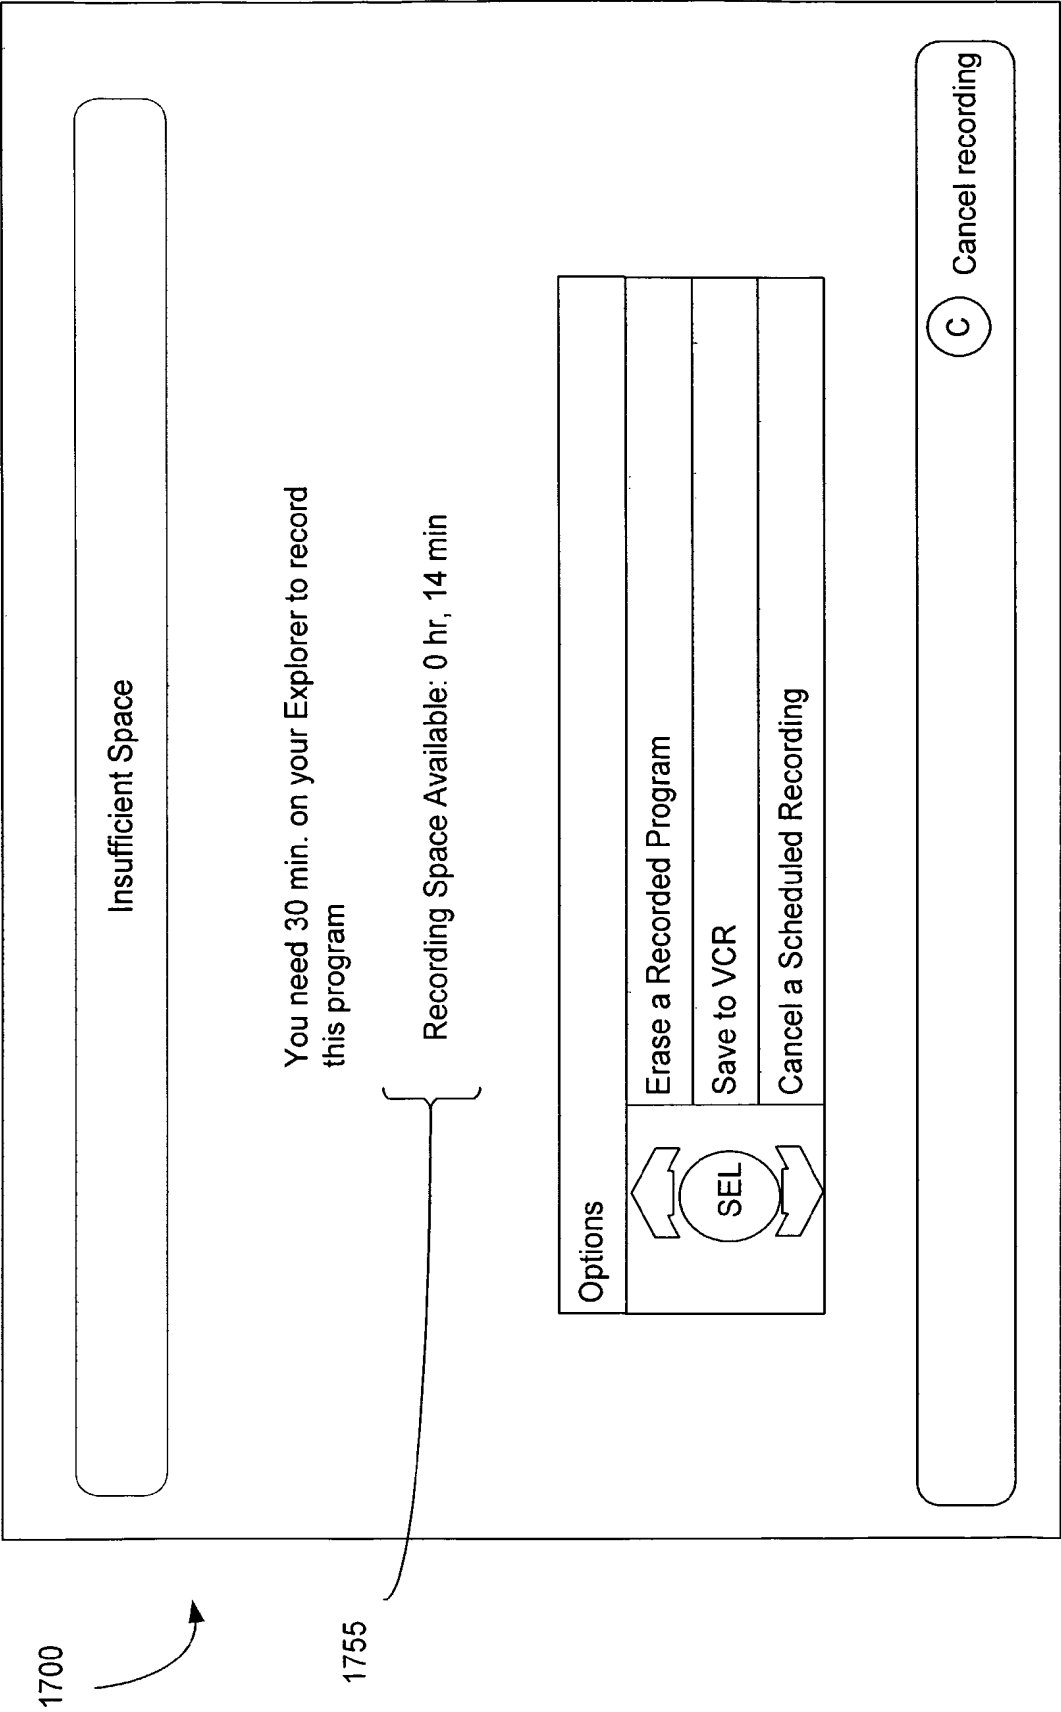 1700
Insufficient Space
You need 30 min. on your Explorer to record
this program
1755
Recording Space Available: 0 hr, 14 min
Options
SEL
Erase a Recorded Program
Save to VCR
Cancel a Scheduled Recording
C Cancel recording